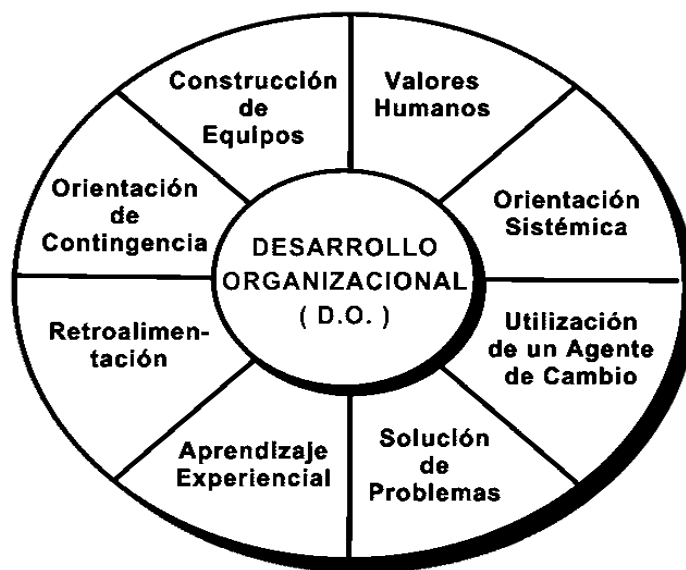 Construcción
de
Equipos
Valores
Humanos
Orientación
Sistémica
Utilización
de un Agente
de Cambio
Solución
de
Problemas
Aprendizaje
Experiencial
Retroalimen-
tación
Orientación
de
Contingencia
DESARROLLO
ORGANIZACIONAL
( D.O. )